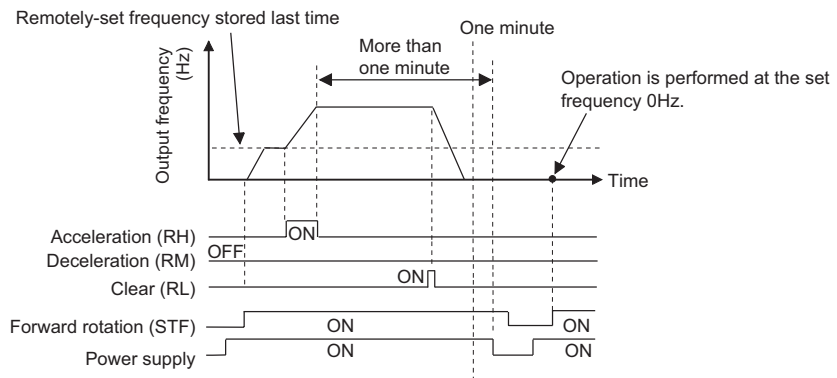 Remotely-set frequency stored last time
One minute
More than
one minute
Output frequency
(Hz)
Operation is performed at the set
frequency 0Hz.
Time
Acceleration (RH)
ON
OFF
Deceleration (RM)
Clear (RL)
ON
Forward rotation (STF)
ON
ON
Power supply
ON
ON